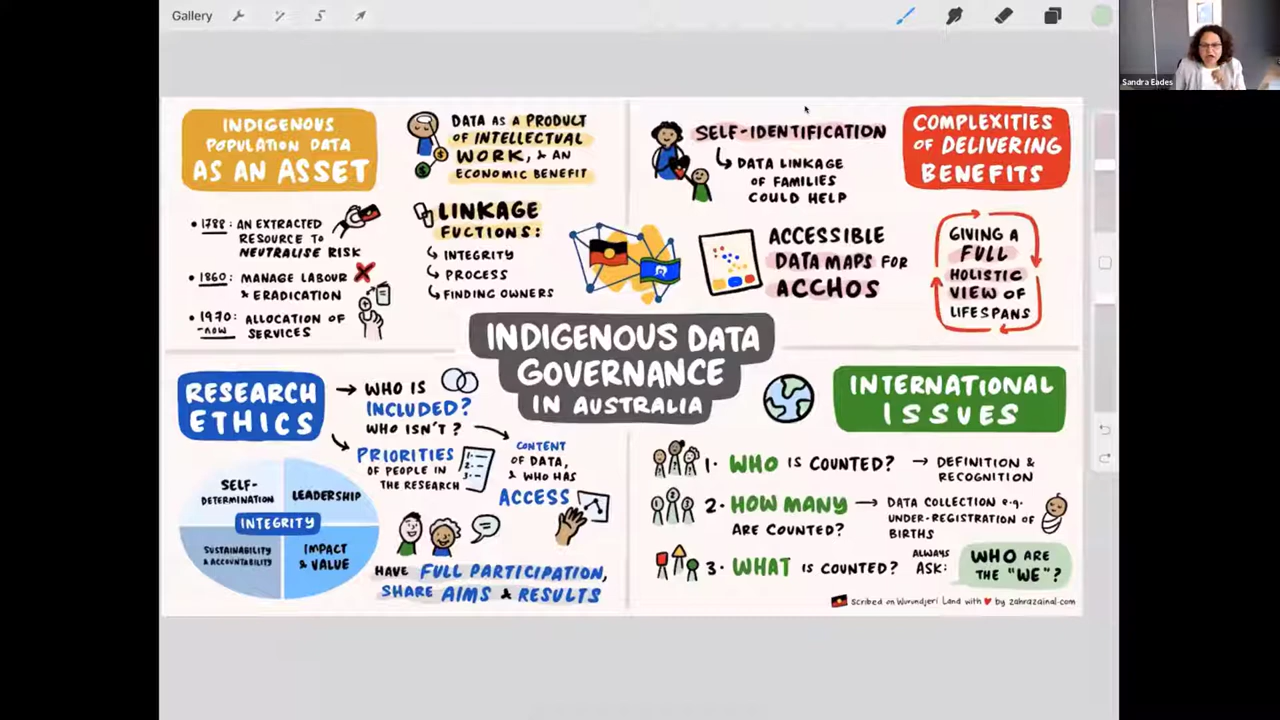 Gallery
Sandra Eades
INDIGENOUS
POPULATION DATA
AS AN ASSET
• 1788: AN EXTRACTED
RESOURCE TO
NEUTRALISE RISK
• 1860: MANAGE LABOUR
& ERADICATION
• 1970: ALLOCATION OF
-NOW SERVICES
DATA AS A PRODUCT
OF INTELLECTUAL
WORK, & AN
ECONOMIC BENEFIT
LINKAGE
FUCTIONS:
INTEGRITY
PROCESS
FINDING OWNERS
SELF-IDENTIFICATION
DATA LINKAGE
OF FAMILIES
COULD HELP
COMPLEXITIES
OF DELIVERING
BENEFITS
ACCESSIBLE
DATA MAPS FOR
ACCHOS
GIVING A
FULL
HOLISTIC
VIEW OF
LIFESPANS
INDIGENOUS DATA
GOVERNANCE
IN AUSTRALIA
RESEARCH
ETHICS
→ WHO IS
INCLUDED?
WHO ISN'T?
PRIORITIES
OF PEOPLE IN
THE RESEARCH
1-
2-
3-
CONTENT
OF DATA,
& WHO HAS
ACCESS
SELF-
DETERMINATION
LEADERSHIP
INTEGRITY
SUSTAINABILITY
& ACCOUNTABILITY
IMPACT
& VALUE
HAVE FULL PARTICIPATION,
SHARE AIMS & RESULTS
INTERNATIONAL
ISSUES
1. WHO IS COUNTED? → DEFINITION &
RECOGNITION
2. HOW MANY → DATA COLLECTION e.g.
ARE COUNTED? UNDER-REGISTRATION OF
BIRTHS
3. WHAT IS COUNTED?
ALWAYS
ASK:
WHO ARE
THE "WE"?
Scribed on Wurundjeri Land with ♥ by zahrazainal.com